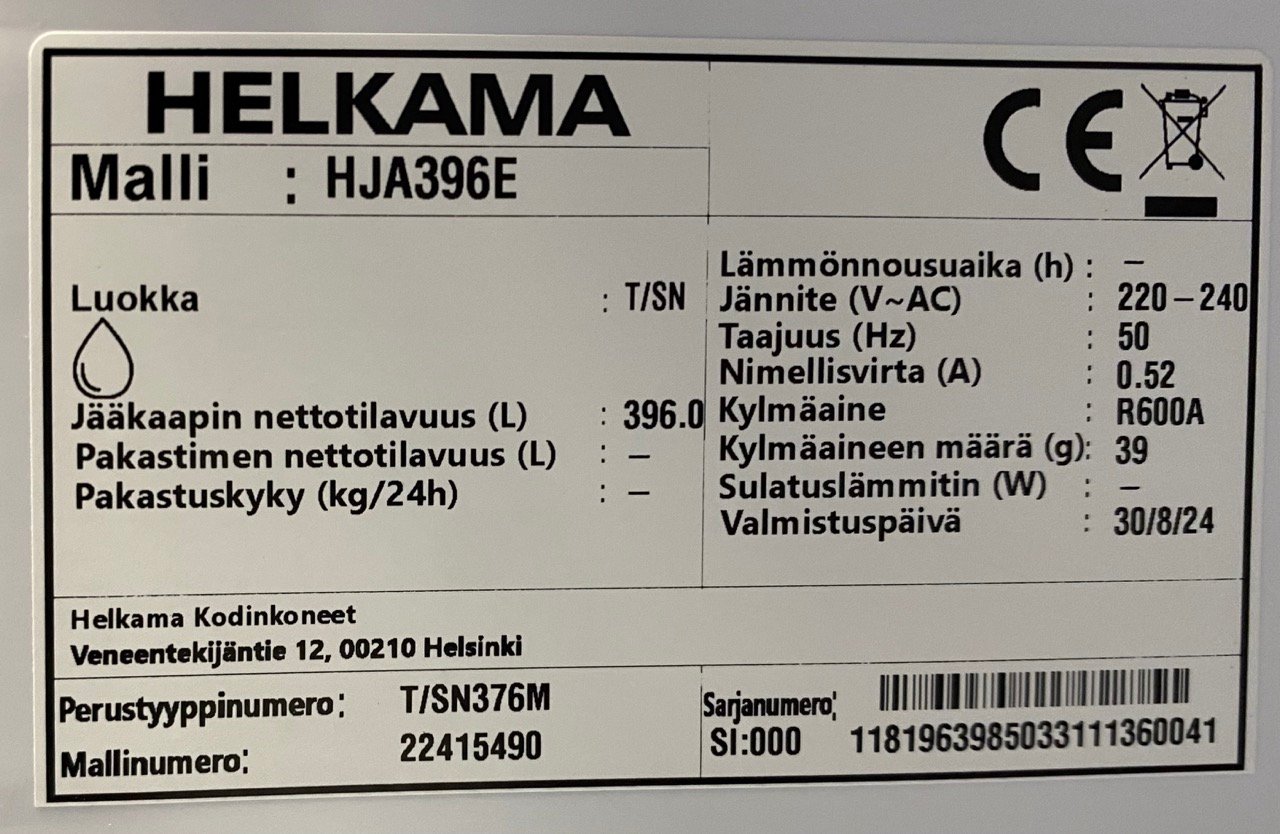 HELKAMA
Malli : HJA396E
CE
Luokka : T/SN
Jääkaapin nettotilavuus (L) : 396.0
Pakastimen nettotilavuus (L) : –
Pakastuskyky (kg/24h) : –
Lämmönnousuaika (h) : –
Jännite (V~AC) : 220–240
Taajuus (Hz) : 50
Nimellisvirta (A) : 0.52
Kylmäaine : R600A
Kylmäaineen määrä (g): 39
Sulatuslämmitin (W) : –
Valmistuspäivä : 30/8/24
Helkama Kodinkoneet
Veneentekijäntie 12, 00210 Helsinki
Perustyyppinumero: T/SN376M
Mallinumero: 22415490
Sarjanumero:
SI:000 1181963985033111360041